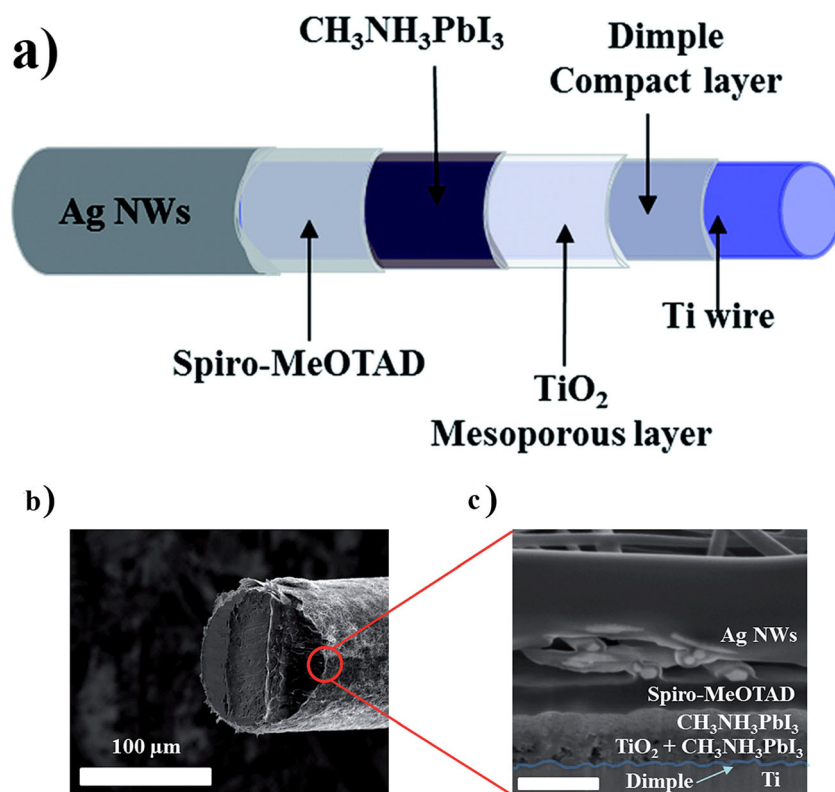 a)
CH₃NH₃PbI₃
Dimple
Compact layer
Ag NWs
Spiro-MeOTAD
TiO₂
Mesoporous layer
Ti wire
b)
100 μm
c)
Ag NWs
Spiro-MeOTAD
CH₃NH₃PbI₃
TiO₂ + CH₃NH₃PbI₃
Dimple
Ti